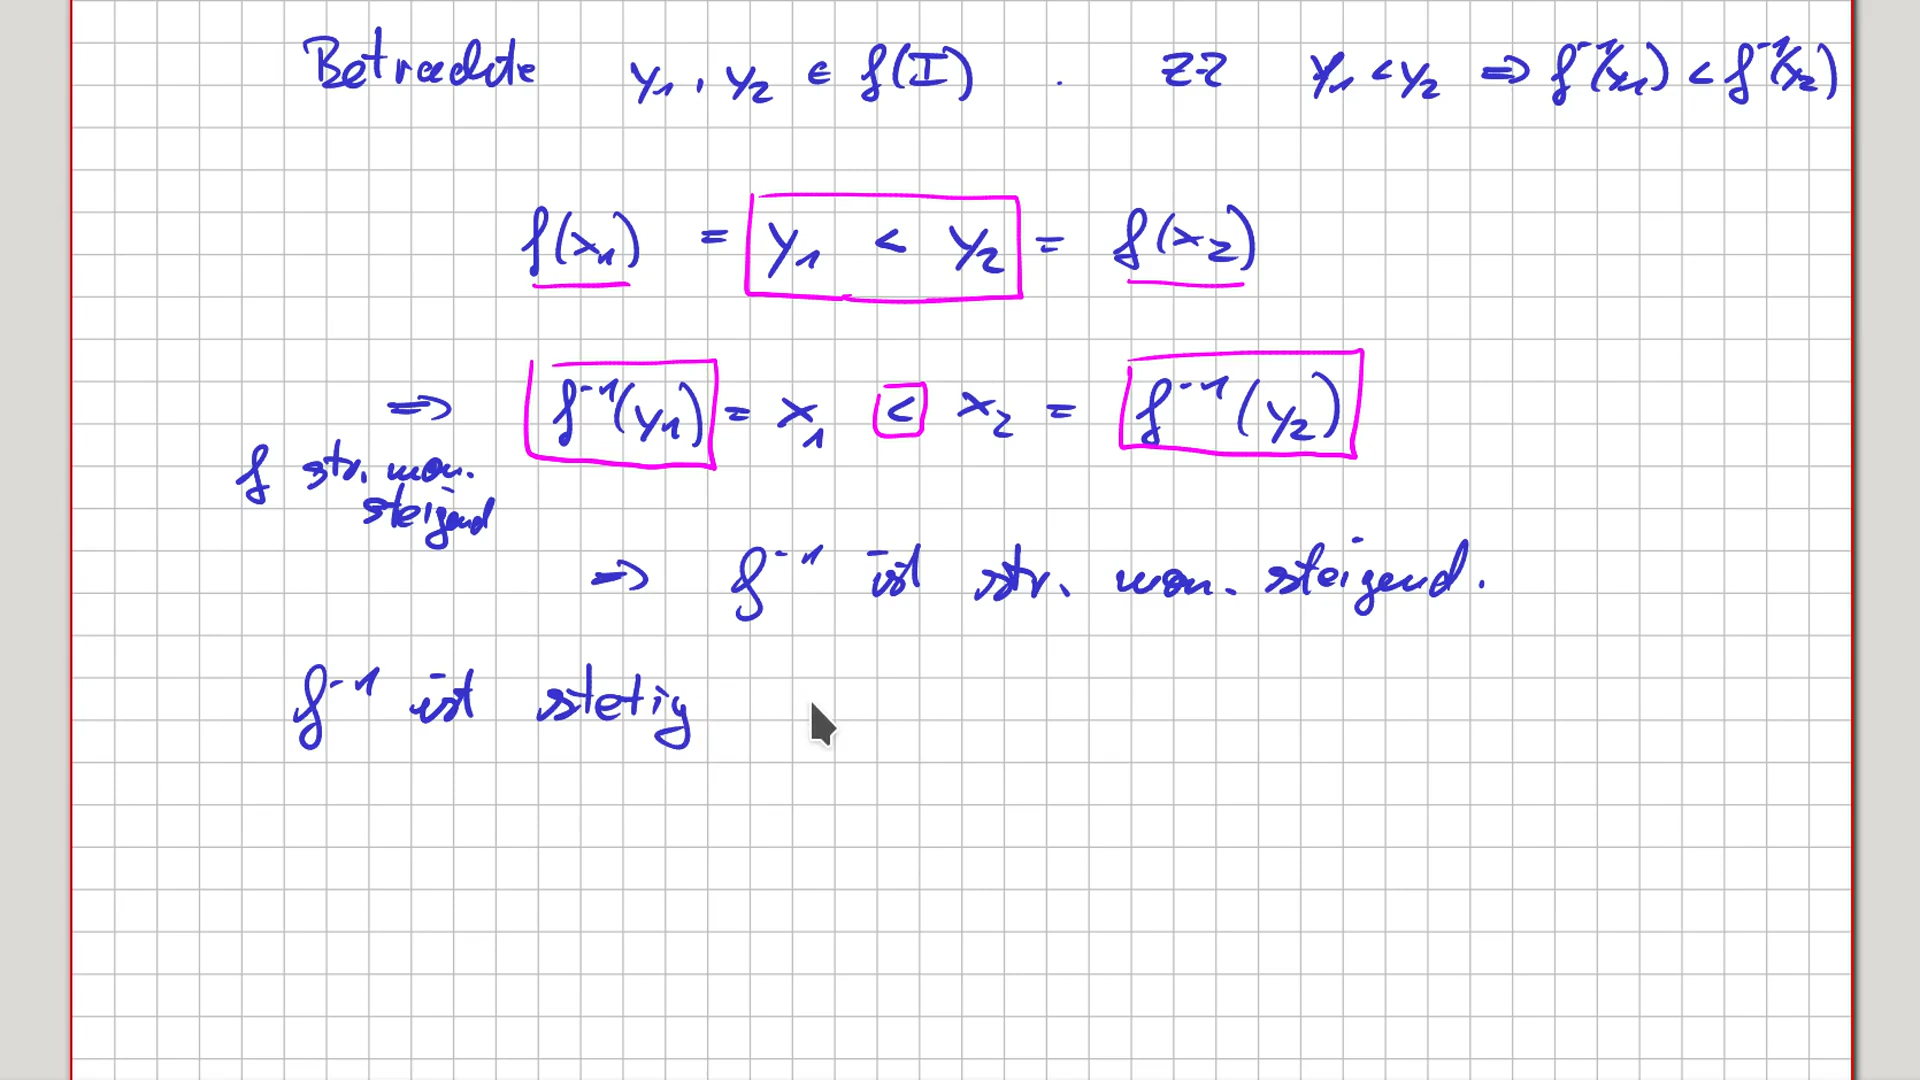 Betrachte y₁, y₂ ∈ f(I). ZZ y₁ < y₂ ⇒ f⁻¹(y₁) < f⁻¹(y₂)
f(x₁) = y₁ < y₂ = f(x₂)
⇒ f⁻¹(y₁) = x₁ < x₂ = f⁻¹(y₂)
f str. mon.
steigend
⇒ f⁻¹ ist str. mon. steigend.
f⁻¹ ist stetig